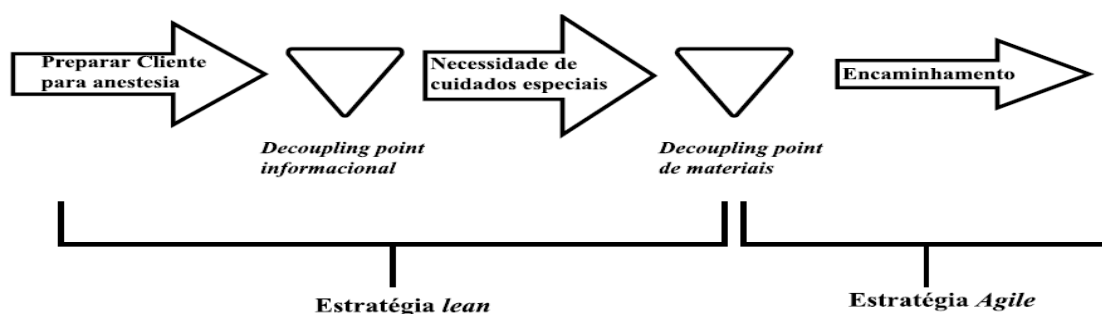 Preparar Cliente
para anestesia
Necessidade de
cuidados especiais
Encaminhamento
Decoupling point
informacional
Decoupling point
de materiais
Estratégia lean
Estratégia Agile